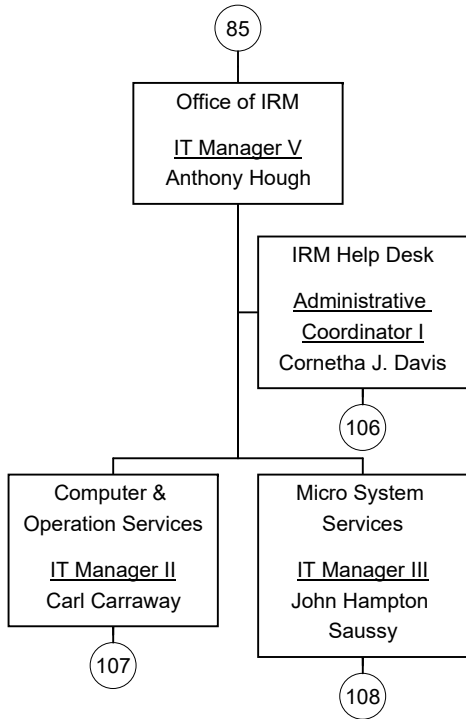 85
Office of IRM
IT Manager V
Anthony Hough
IRM Help Desk
Administrative
Coordinator I
Cornetha J. Davis
106
Computer &
Operation Services
IT Manager II
Carl Carraway
107
Micro System
Services
IT Manager III
John Hampton
Saussy
108